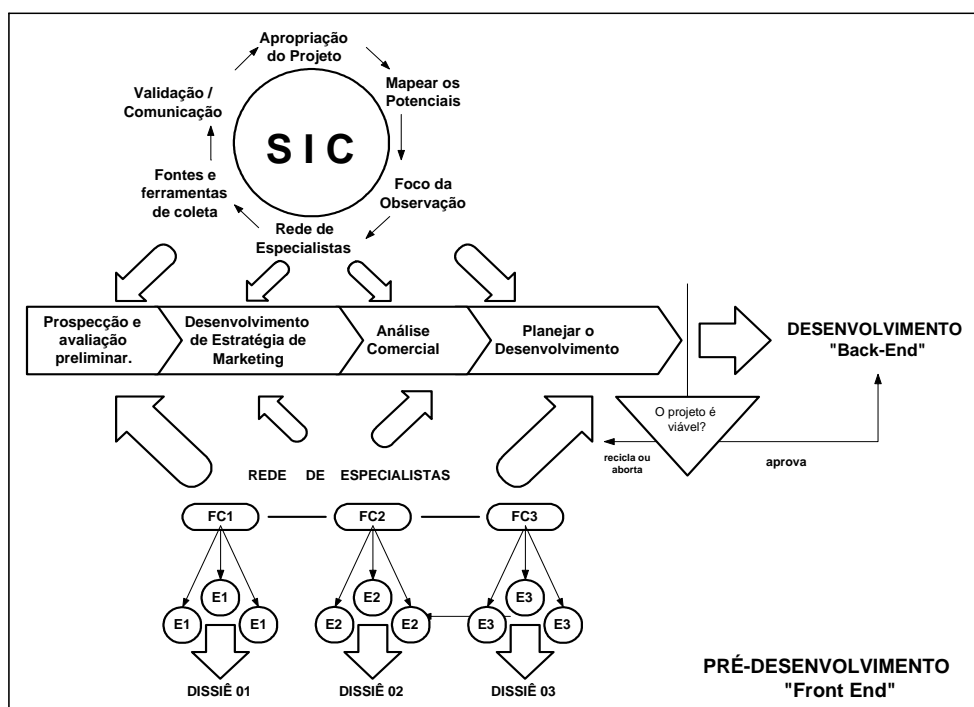 Apropriação
do Projeto
Mapear os
Potenciais
Validação /
Comunicação
S I C
Fontes e
ferramentas
de coleta
Foco da
Observação
Rede de
Especialistas
Prospecção e
avaliação
preliminar.
Desenvolvimento
de Estratégia de
Marketing
Análise
Comercial
Planejar o
Desenvolvimento
DESENVOLVIMENTO
"Back-End"
O projeto é
viável?
recicla ou
aborta
aprova
REDE DE ESPECIALISTAS
FC1
FC2
FC3
E1
E1
E1
E2
E2
E2
E3
E3
E3
DISSIÊ 01
DISSIÊ 02
DISSIÊ 03
PRÉ-DESENVOLVIMENTO
"Front End"